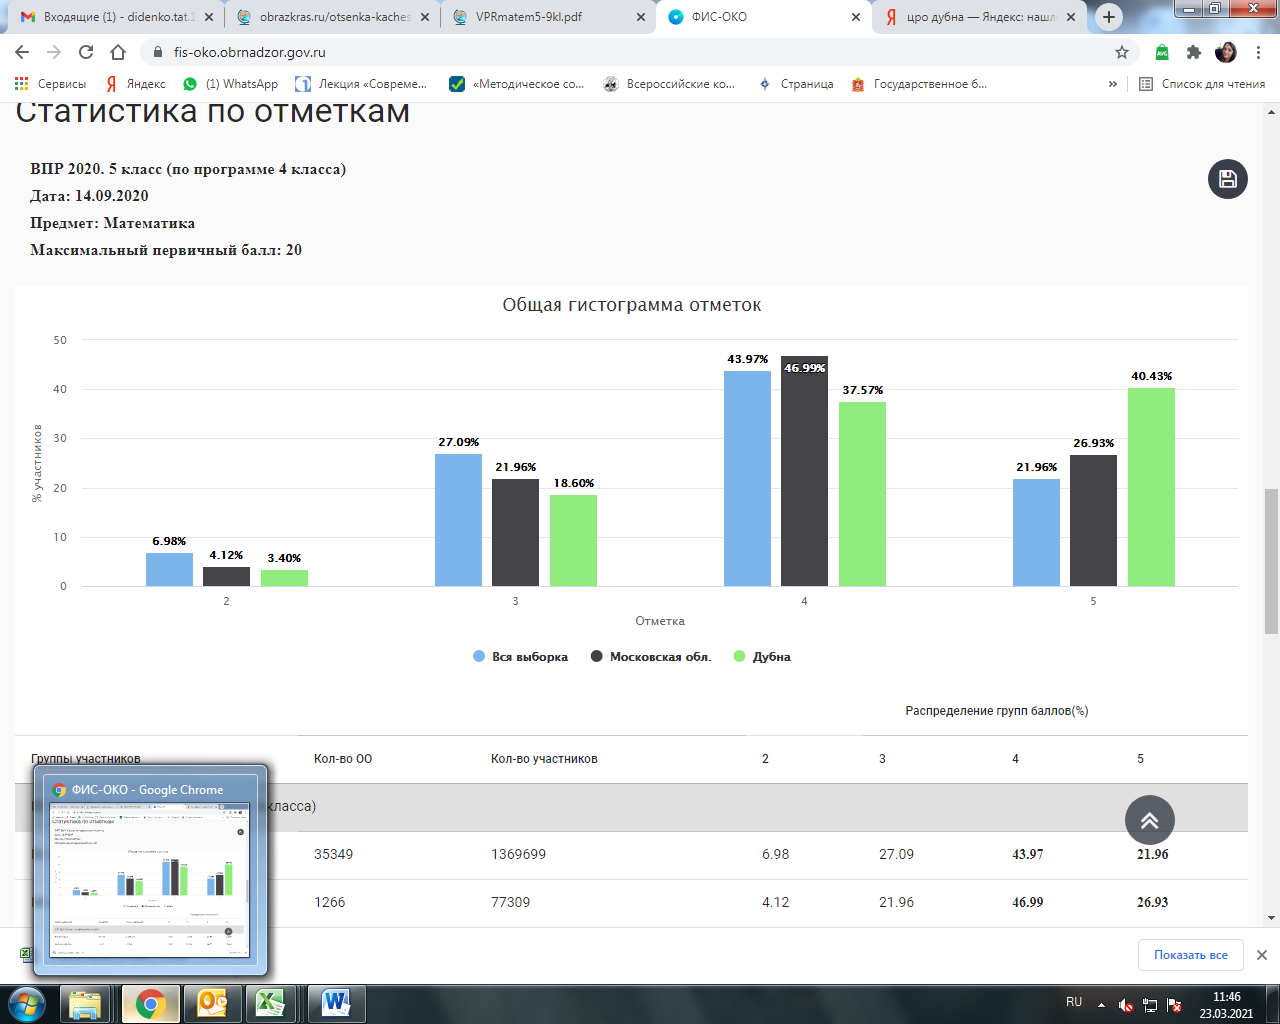 Входящие (1) - didenko.tat.1
obrazkras.ru/otsenka-kaches
VPRmatem5-9kl.pdf
ФИС-ОКО
цро дубна — Яндекс: нашл
fis-oko.obrnadzor.gov.ru
Сервисы
Яндекс
(1) WhatsApp
Лекция «Совреме...
«Методическое со...
Всероссийские ко...
Страница
Государственное б...
»
Список для чтения
Статистика по отметкам
ВПР 2020. 5 класс (по программе 4 класса)
Дата: 14.09.2020
Предмет: Математика
Максимальный первичный балл: 20
Общая гистограмма отметок
% участников
50
40
30
20
10
0
6.98%
4.12%
3.40%
27.09%
21.96%
18.60%
43.97%
46.99%
37.57%
21.96%
26.93%
40.43%
2
3
4
5
Отметка
Вся выборка
Московская обл.
Дубна
Распределение групп баллов(%)
Группы участников
Кол-во ОО
Кол-во участников
2
3
4
5
ФИС-ОКО - Google Chrome
класса)
35349
1369699
6.98
27.09
43.97
21.96
1266
77309
4.12
21.96
46.99
26.93
Показать все
RU
11:46
23.03.2021